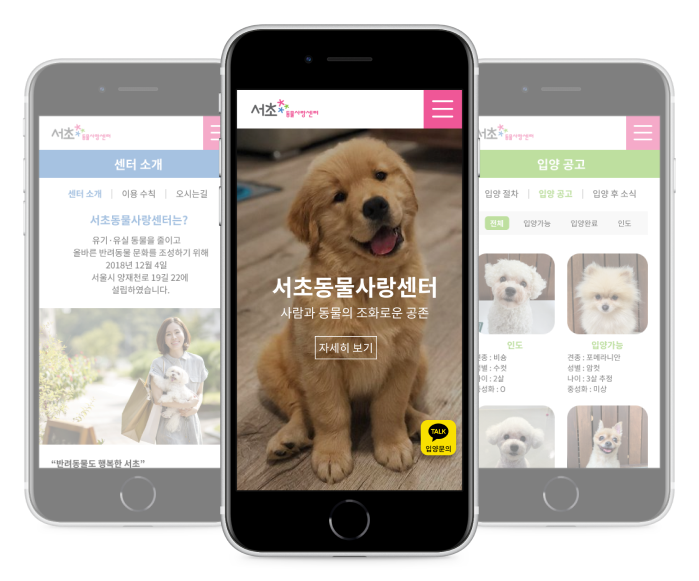 서초
동물사랑센터
센터 소개
센터 소개 | 이용 수칙 | 오시는길
서초동물사랑센터는?
유기·유실 동물을 줄이고
올바른 반려동물 문화를 조성하기 위해
2018년 12월 4일
서울시 양재천로 19길 22에
설립하였습니다.
“반려동물도 행복한 서초”
서초
동물사랑센터
서초동물사랑센터
사람과 동물의 조화로운 공존
자세히 보기
TALK
입양문의
서초
동물사랑센터
입양 공고
입양 절차 | 입양 공고 | 입양 후 소식
전체 입양가능 입양완료 인도
인도
견종 : 비숑
성별 : 수컷
나이 : 2살
중성화 : O
입양가능
견종 : 포메라니안
성별 : 암컷
나이 : 3살 추정
중성화 : 미상